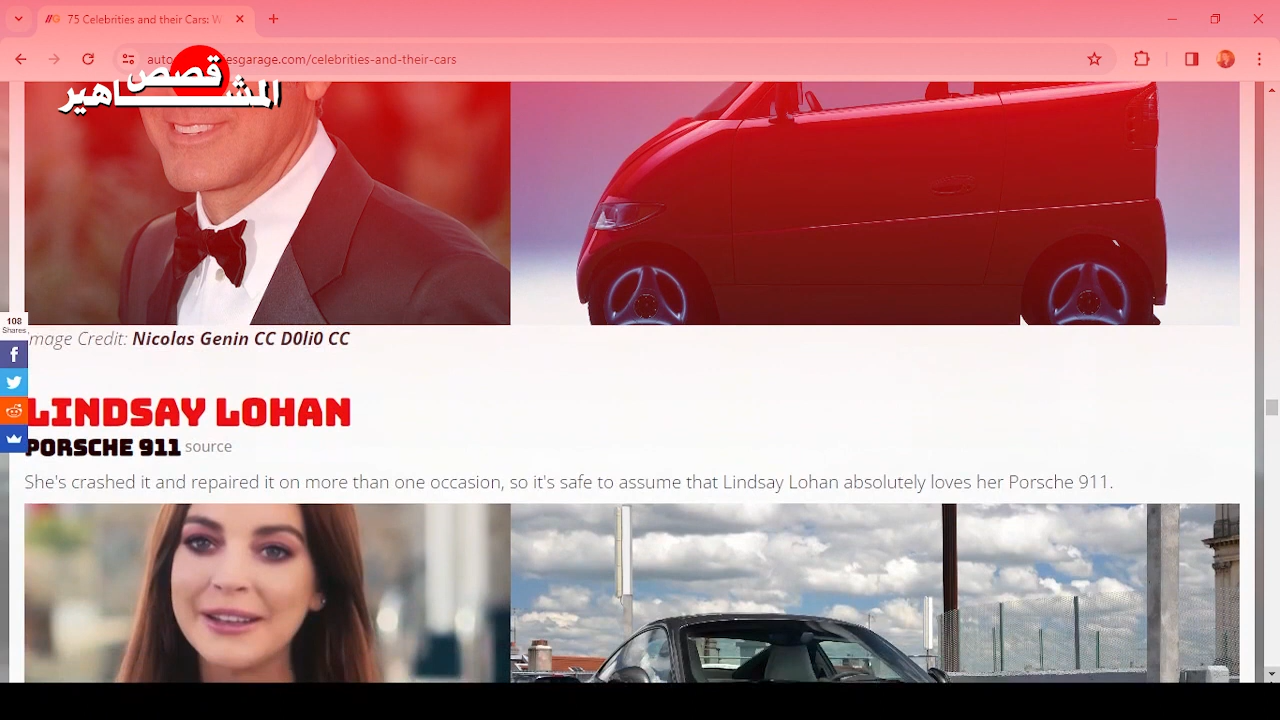 75 Celebrities and their Cars: W
auto
esgarage.com/celebrities-and-their-cars
قصص
المشاهير
108
Shares
Image Credit: Nicolas Genin CC D0li0 CC
LINDSAY LOHAN
PORSCHE 911 source
She's crashed it and repaired it on more than one occasion, so it's safe to assume that Lindsay Lohan absolutely loves her Porsche 911.